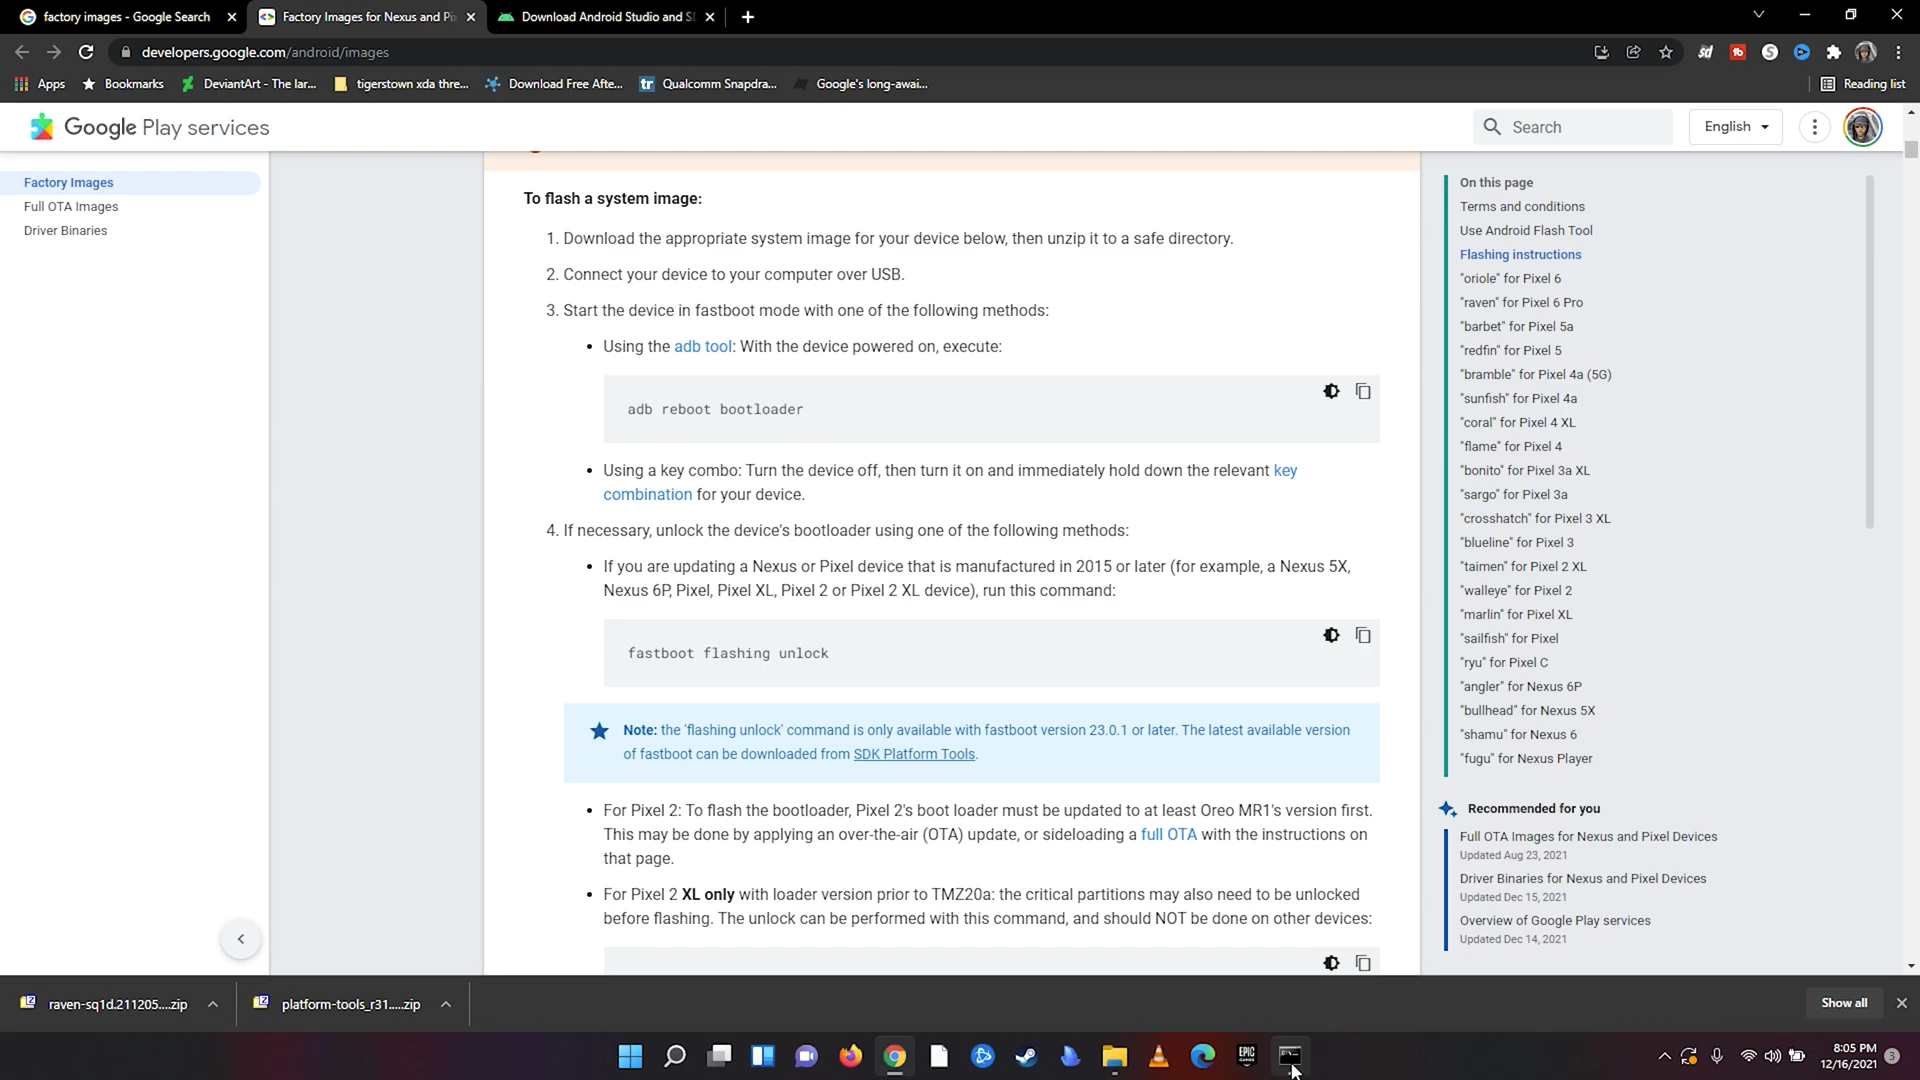 factory images - Google Search
Factory Images for Nexus and Pi
Download Android Studio and S
developers.google.com/android/images
Apps
Bookmarks
DeviantArt - The lar...
tigerstown xda thre...
Download Free Afte...
Qualcomm Snapdra...
Google's long-awai...
Reading list
Google Play services
Search
English
Factory Images
Full OTA Images
Driver Binaries
To flash a system image:
1. Download the appropriate system image for your device below, then unzip it to a safe directory.
2. Connect your device to your computer over USB.
3. Start the device in fastboot mode with one of the following methods:
• Using the adb tool: With the device powered on, execute:
adb reboot bootloader
• Using a key combo: Turn the device off, then turn it on and immediately hold down the relevant key
combination for your device.
4. If necessary, unlock the device's bootloader using one of the following methods:
• If you are updating a Nexus or Pixel device that is manufactured in 2015 or later (for example, a Nexus 5X,
Nexus 6P, Pixel, Pixel XL, Pixel 2 or Pixel 2 XL device), run this command:
fastboot flashing unlock
Note: the 'flashing unlock' command is only available with fastboot version 23.0.1 or later. The latest available version
of fastboot can be downloaded from SDK Platform Tools.
• For Pixel 2: To flash the bootloader, Pixel 2's boot loader must be updated to at least Oreo MR1's version first.
This may be done by applying an over-the-air (OTA) update, or sideloading a full OTA with the instructions on
that page.
• For Pixel 2 XL only with loader version prior to TMZ20a: the critical partitions may also need to be unlocked
before flashing. The unlock can be performed with this command, and should NOT be done on other devices:
On this page
Terms and conditions
Use Android Flash Tool
Flashing instructions
"oriole" for Pixel 6
"raven" for Pixel 6 Pro
"barbet" for Pixel 5a
"redfin" for Pixel 5
"bramble" for Pixel 4a (5G)
"sunfish" for Pixel 4a
"coral" for Pixel 4 XL
"flame" for Pixel 4
"bonito" for Pixel 3a XL
"sargo" for Pixel 3a
"crosshatch" for Pixel 3 XL
"blueline" for Pixel 3
"taimen" for Pixel 2 XL
"walleye" for Pixel 2
"marlin" for Pixel XL
"sailfish" for Pixel
"ryu" for Pixel C
"angler" for Nexus 6P
"bullhead" for Nexus 5X
"shamu" for Nexus 6
"fugu" for Nexus Player
Recommended for you
Full OTA Images for Nexus and Pixel Devices
Updated Aug 23, 2021
Driver Binaries for Nexus and Pixel Devices
Updated Dec 15, 2021
Overview of Google Play services
Updated Dec 14, 2021
raven-sq1d.211205....zip
platform-tools_r31.....zip
Show all
EPIC
8:05 PM
12/16/2021
3